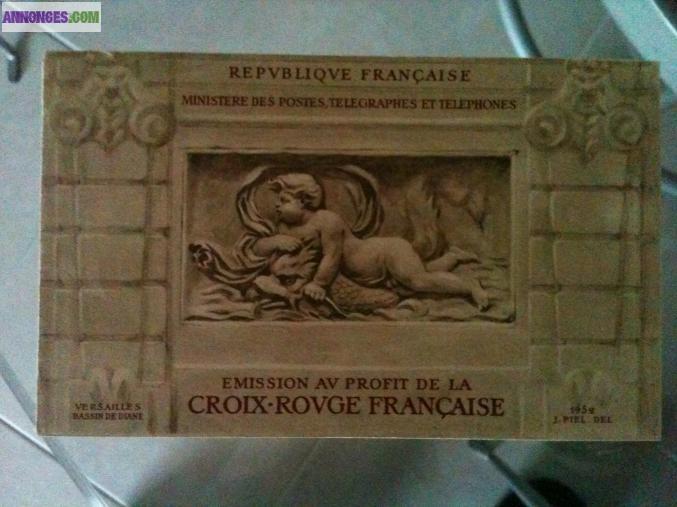 ANNONCES.COM
REPVBLIQVE FRANÇAISE
MINISTERE DES POSTES, TELEGRAPHES ET TELEPHONES
EMISSION AV PROFIT DE LA
CROIX-ROVGE FRANÇAISE
VERSAILLES
BASSIN DE DIANE
1952
J. PIEL. DEL